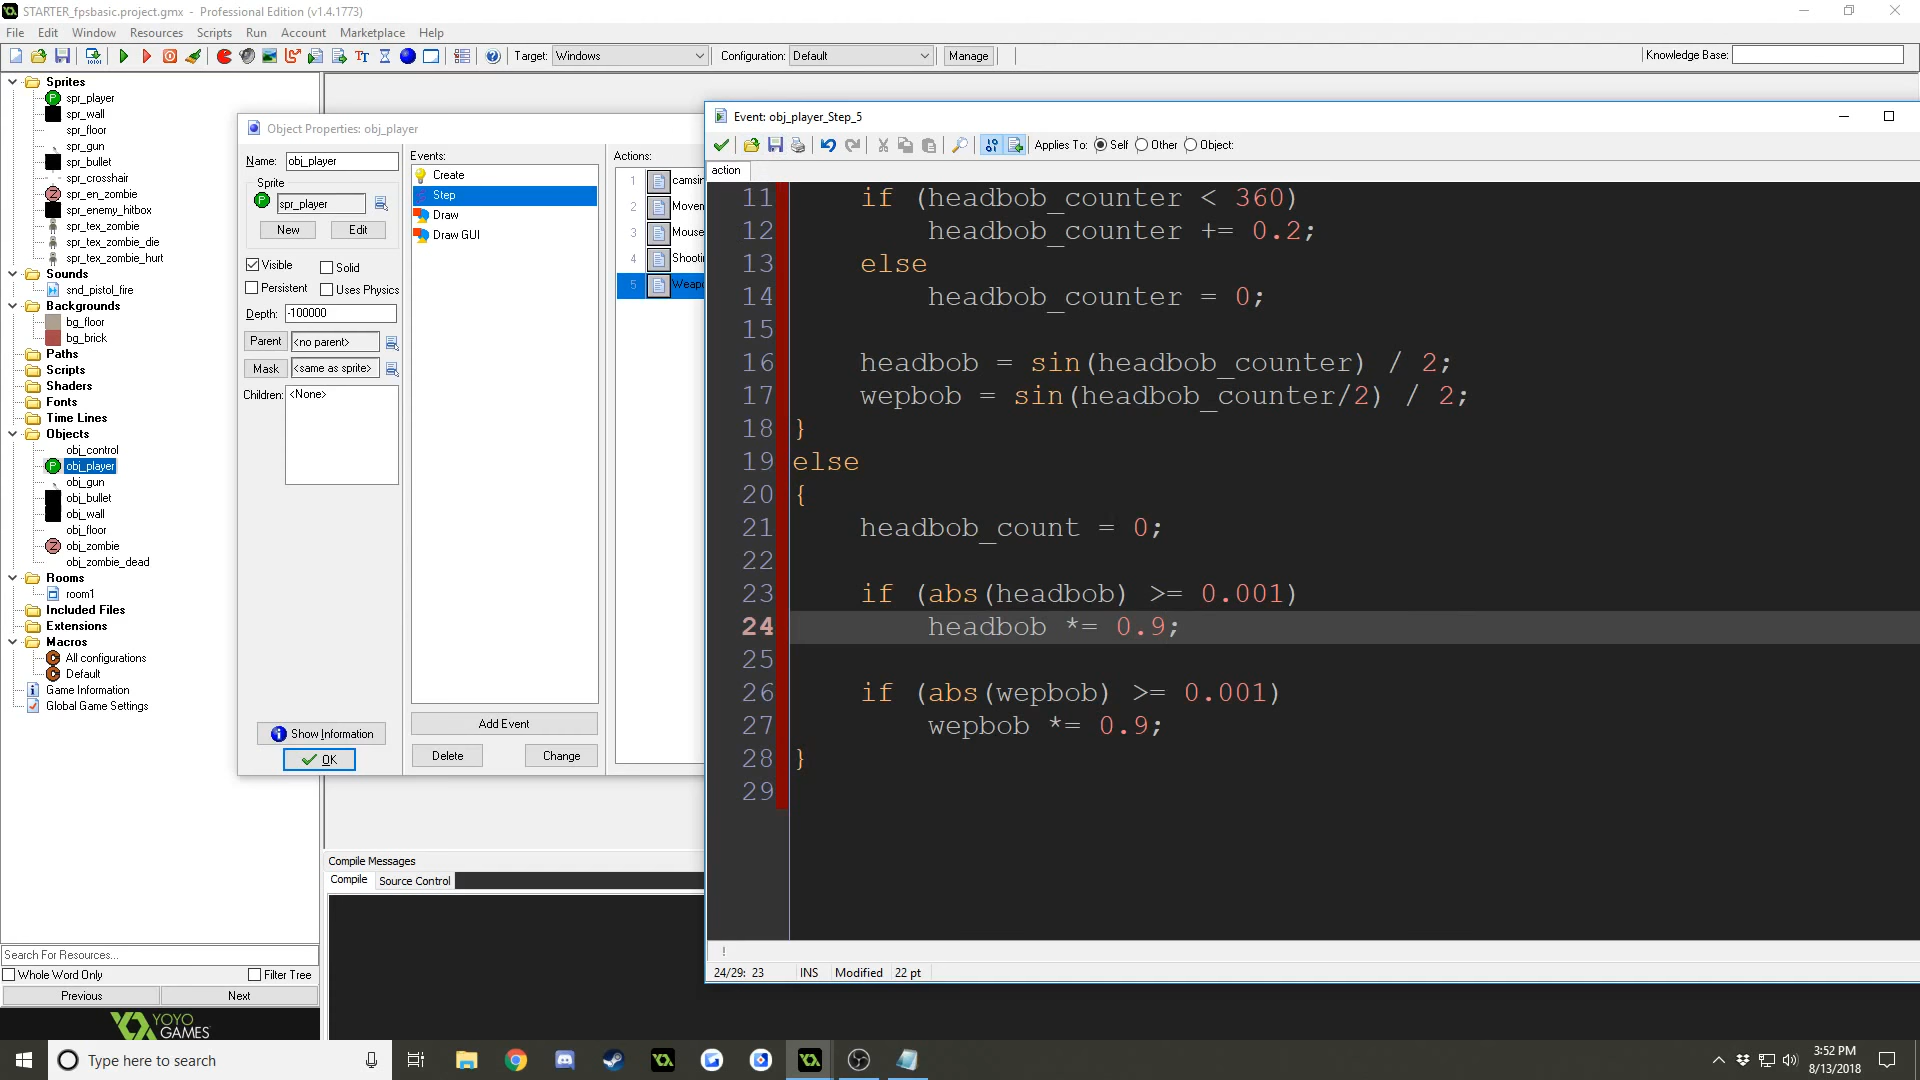 STARTER_fpsbasic.project.gmx - Professional Edition (v1.4.1773)
File Edit Window Resources Scripts Run Account Marketplace Help
Target: Windows Configuration: Default Manage Knowledge Base:
Sprites
spr_player
spr_wall
spr_floor
spr_gun
spr_bullet
spr_crosshair
spr_en_zombie
spr_enemy_hitbox
spr_tex_zombie
spr_tex_zombie_die
spr_tex_zombie_hurt
Sounds
snd_pistol_fire
Backgrounds
bg_floor
bg_brick
Paths
Scripts
Shaders
Fonts
Time Lines
Objects
obj_control
obj_player
obj_gun
obj_bullet
obj_wall
obj_floor
obj_zombie
obj_zombie_dead
Rooms
room1
Included Files
Extensions
Macros
All configurations
Default
Game Information
Global Game Settings
Search For Resources...
Whole Word Only Filter Tree
Previous Next
YOYO
GAMES
Object Properties: obj_player
Name: obj_player
Sprite
spr_player
New Edit
Visible Solid
Persistent Uses Physics
Depth: -100000
Parent <no parent>
Mask <same as sprite>
Children: <None>
Show Information
OK
Events:
Create
Step
Draw
Draw GUI
Add Event
Delete Change
Actions:
1 camsin
2 Movem
3 Mouse
4 Shootin
5 Weapo
Compile Messages
Compile Source Control
Event: obj_player_Step_5
Applies To: Self Other Object:
action
11 if (headbob_counter < 360)
12 headbob_counter += 0.2;
13 else
14 headbob_counter = 0;
15
16 headbob = sin(headbob_counter) / 2;
17 wepbob = sin(headbob_counter/2) / 2;
18 }
19 else
20 {
21 headbob_count = 0;
22
23 if (abs(headbob) >= 0.001)
24 headbob *= 0.9;
25
26 if (abs(wepbob) >= 0.001)
27 wepbob *= 0.9;
28 }
29
!
24/29: 23 INS Modified 22 pt
Type here to search
3:52 PM
8/13/2018